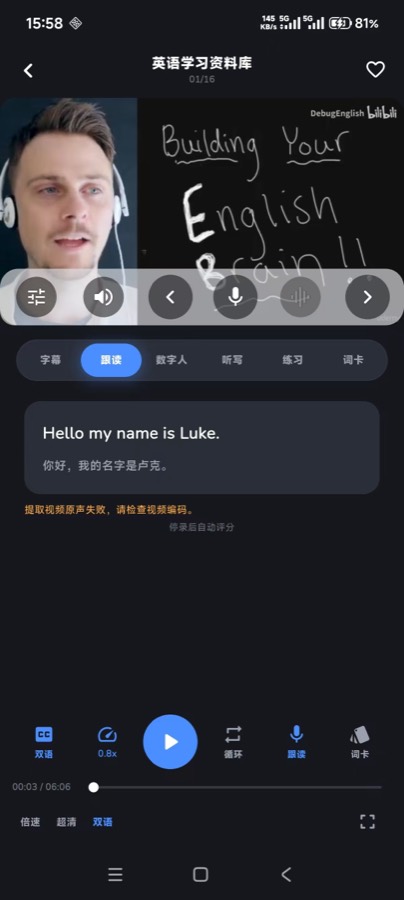 15:58
145 KB/s 5G 5G 81%
英语学习资料库
01/16
DebugEnglish bilibili
Building Your
English
Brain !!
字幕 跟读 数字人 听写 练习 词卡
Hello my name is Luke.
你好，我的名字是卢克。
提取视频原声失败，请检查视频编码。
停录后自动评分
CC
双语 0.8x 循环 跟读 词卡
00:03 / 06:06
倍速 超清 双语